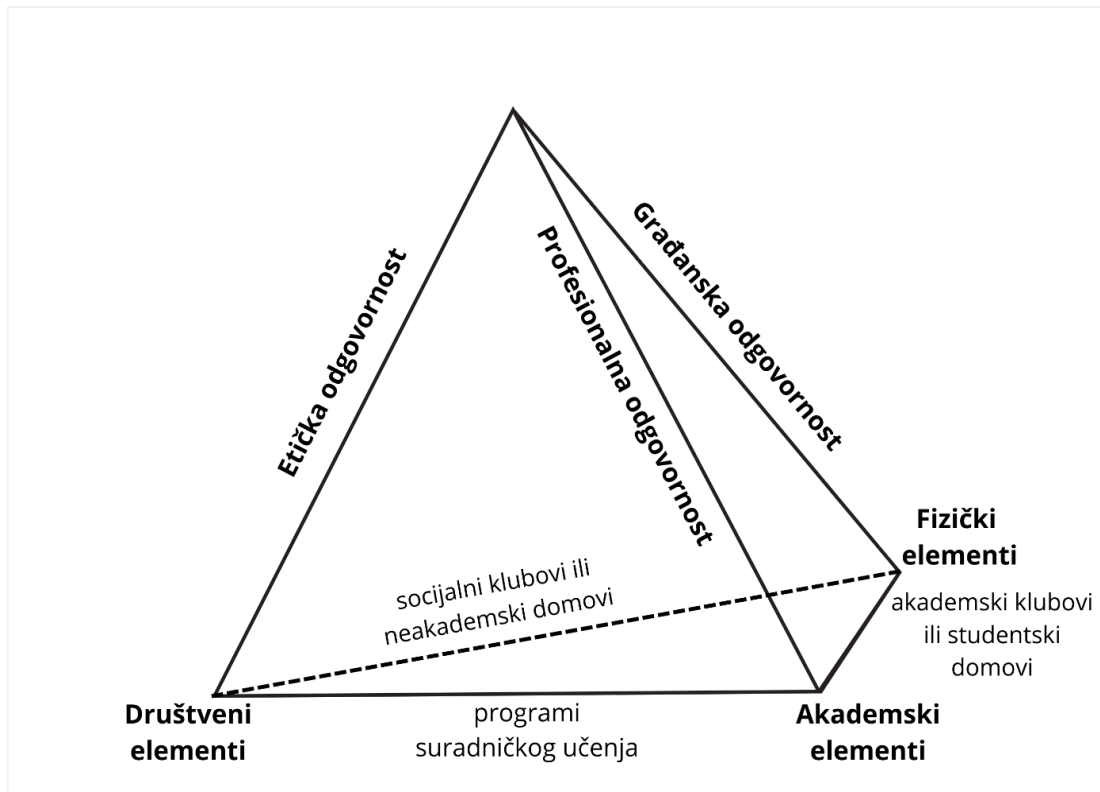 Etička odgovornost
Profesionalna odgovornost
Građanska odgovornost
Fizički
elementi
socijalni klubovi ili
neakademski domovi
akademski klubovi
ili studentski
domovi
Društveni
elementi
programi
suradničkog učenja
Akademski
elementi